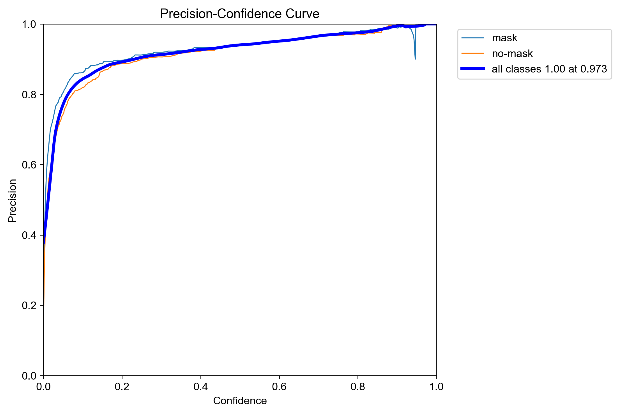 Precision-Confidence Curve
mask
no-mask
all classes 1.00 at 0.973
Precision
1.0
0.8
0.6
0.4
0.2
0.0
0.0 0.2 0.4 0.6 0.8 1.0
Confidence